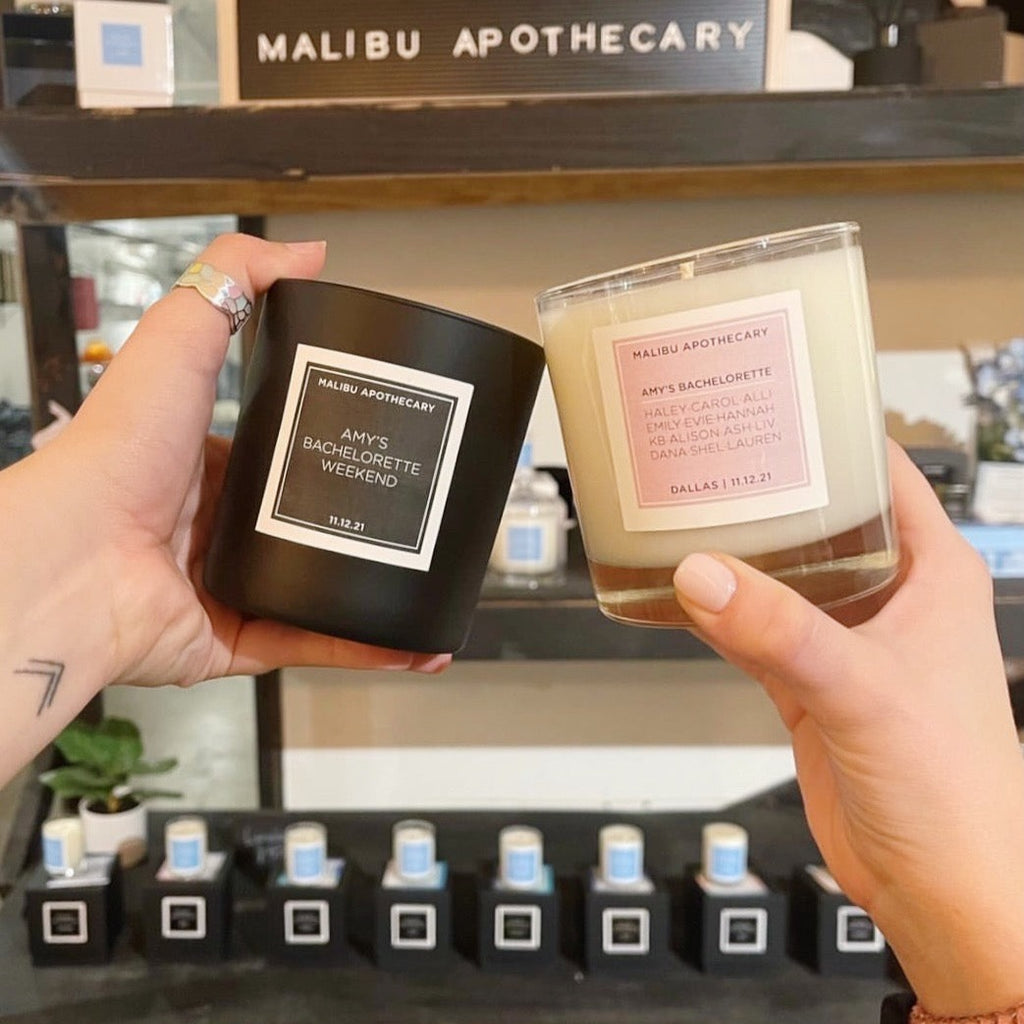 MALIBU APOTHECARY
MALIBU APOTHECARY
AMY'S
BACHELORETTE
WEEKEND
11.12.21
MALIBU APOTHECARY
AMY'S BACHELORETTE
HALEY·CAROL·ALLI
EMILY·EVIE·HANNAH
KB·ALISON·ASH·LIV
DANA·SHEL·LAUREN
DALLAS | 11.12.21